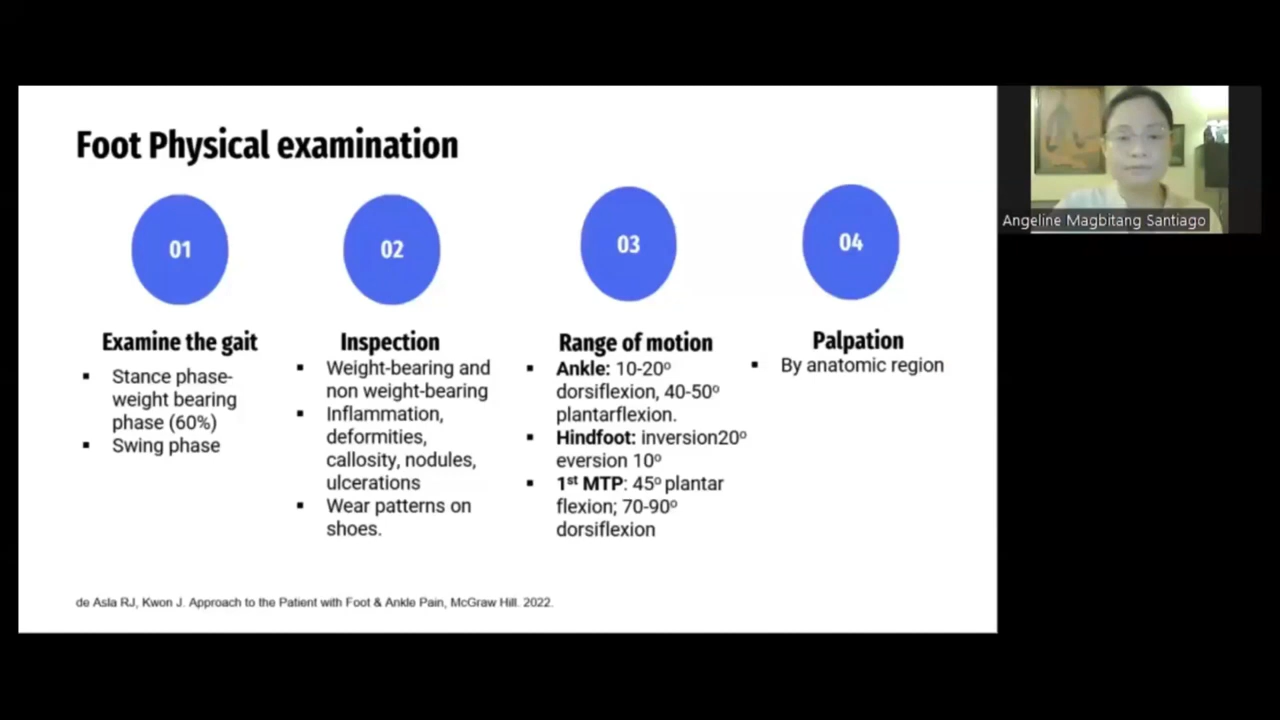 Foot Physical examination
01
02
03
04
Examine the gait
▪ Stance phase-
weight bearing
phase (60%)
▪ Swing phase
Inspection
▪ Weight-bearing and
non weight-bearing
▪ Inflammation,
deformities,
callosity, nodules,
ulcerations
▪ Wear patterns on
shoes.
Range of motion
▪ Ankle: 10-20º
dorsiflexion, 40-50º
plantarflexion.
▪ Hindfoot: inversion20º
eversion 10º
▪ 1st MTP: 45º plantar
flexion; 70-90º
dorsiflexion
Palpation
▪ By anatomic region
de Asla RJ, Kwon J. Approach to the Patient with Foot & Ankle Pain, McGraw Hill. 2022.
Angeline Magbitang Santiago